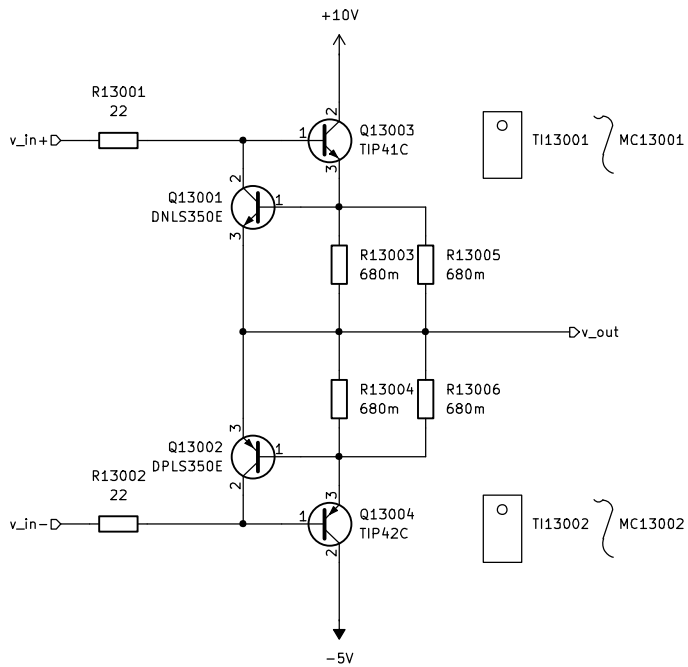 +10V
R13001
22
v_in+
1
2
3
Q13003
TIP41C
TI13001
MC13001
2
Q13001
DNLS350E
1
3
R13003
680m
R13005
680m
v_out
R13004
680m
R13006
680m
3
Q13002
DPLS350E
1
2
R13002
22
v_in-
1
3
2
Q13004
TIP42C
TI13002
MC13002
-5V